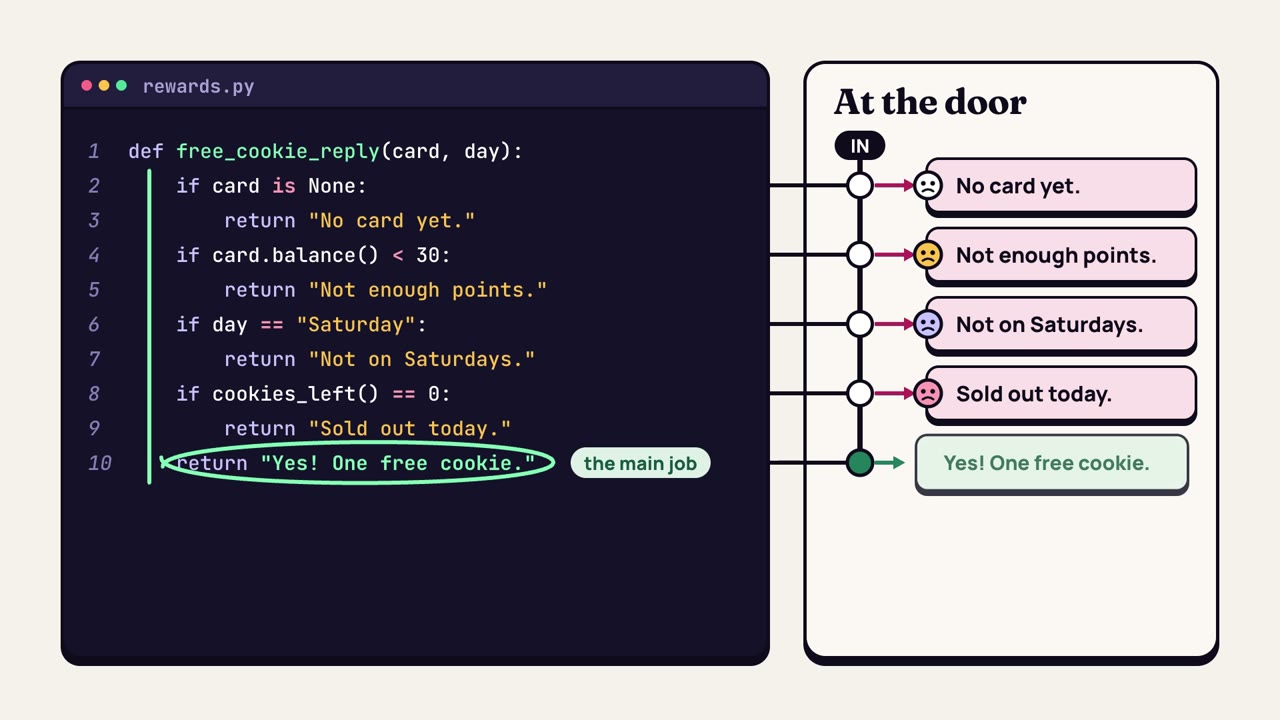 rewards.py
1 def free_cookie_reply(card, day):
2 if card is None:
3 return "No card yet."
4 if card.balance() < 30:
5 return "Not enough points."
6 if day == "Saturday":
7 return "Not on Saturdays."
8 if cookies_left() == 0:
9 return "Sold out today."
10 return "Yes! One free cookie."
the main job
At the door
IN
No card yet.
Not enough points.
Not on Saturdays.
Sold out today.
Yes! One free cookie.